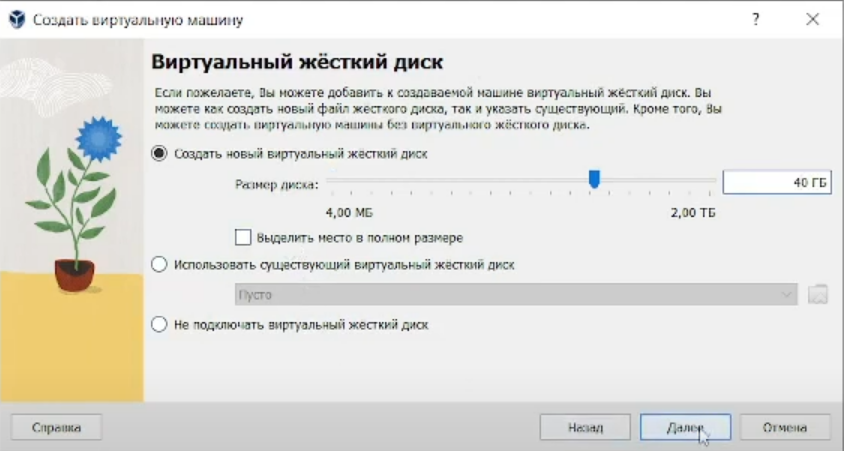 Создать виртуальную машину
?
Виртуальный жёсткий диск
Если пожелаете, Вы можете добавить к создаваемой машине виртуальный жёсткий диск. Вы
можете как создать новый файл жёсткого диска, так и указать существующий. Кроме того, Вы
можете создать виртуальную машины без виртуального жёсткого диска.
Создать новый виртуальный жёсткий диск
Размер диска:
40 ГБ
4,00 МБ 2,00 ТБ
Выделить место в полном размере
Использовать существующий виртуальный жёсткий диск
Пусто
Не подключать виртуальный жёсткий диск
Справка Назад Далее Отмена